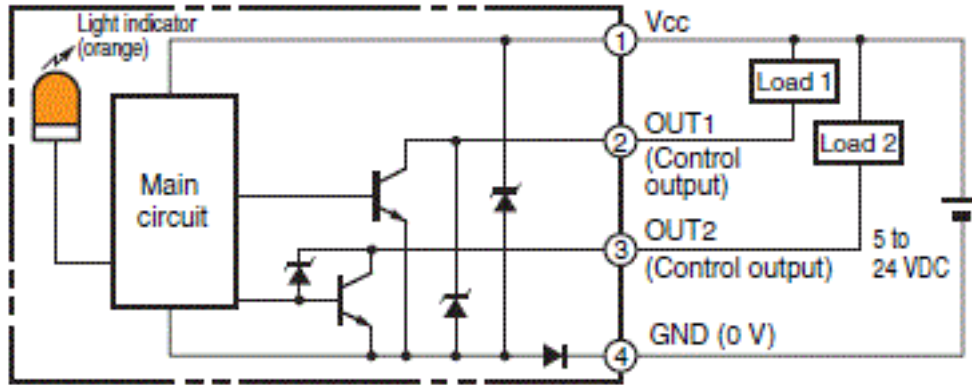 Light indicator
(orange)
Main
circuit
1
Vcc
Load 1
2
OUT1
(Control
output)
Load 2
3
OUT2
(Control output)
5 to
24 VDC
4
GND (0 V)